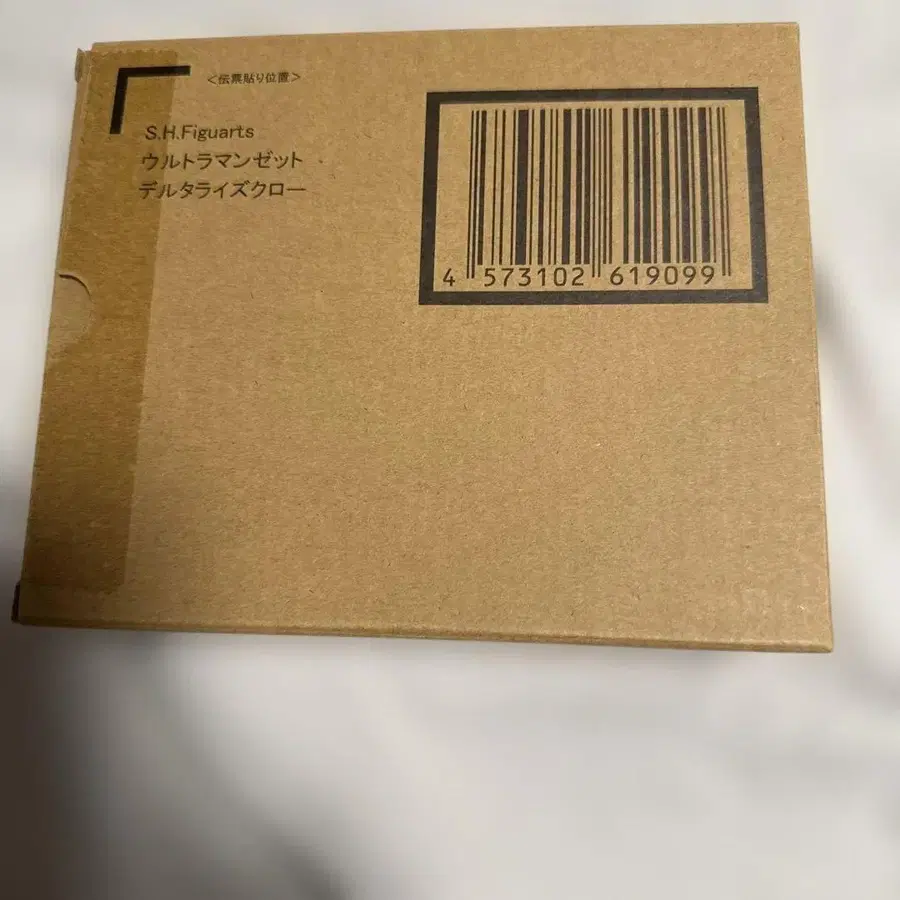 <伝票貼り位置>
S.H.Figuarts
ウルトラマンゼット
デルタライズクロー
4 573102 619099